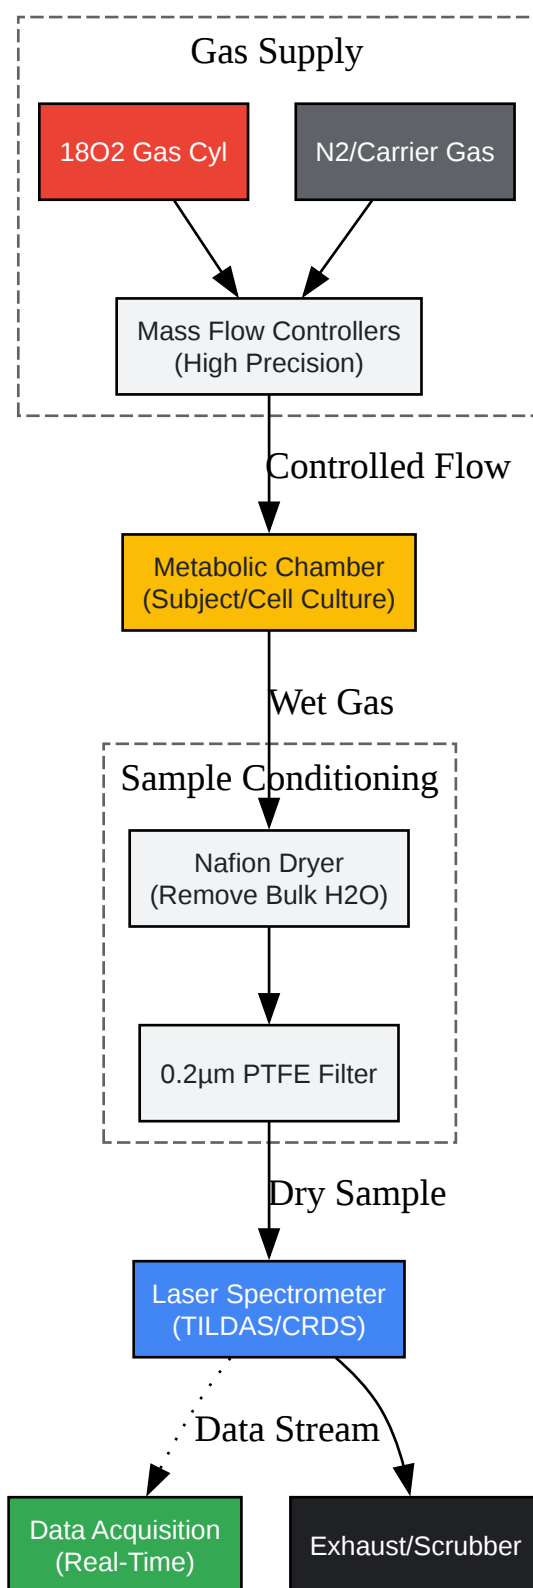 Gas Supply
18O2 Gas Cyl
N2/Carrier Gas
Mass Flow Controllers
(High Precision)
Controlled Flow
Metabolic Chamber
(Subject/Cell Culture)
Wet Gas
Sample Conditioning
Nafion Dryer
(Remove Bulk H2O)
0.2µm PTFE Filter
Dry Sample
Laser Spectrometer
(TILDAS/CRDS)
Data Stream
Data Acquisition
(Real-Time)
Exhaust/Scrubber